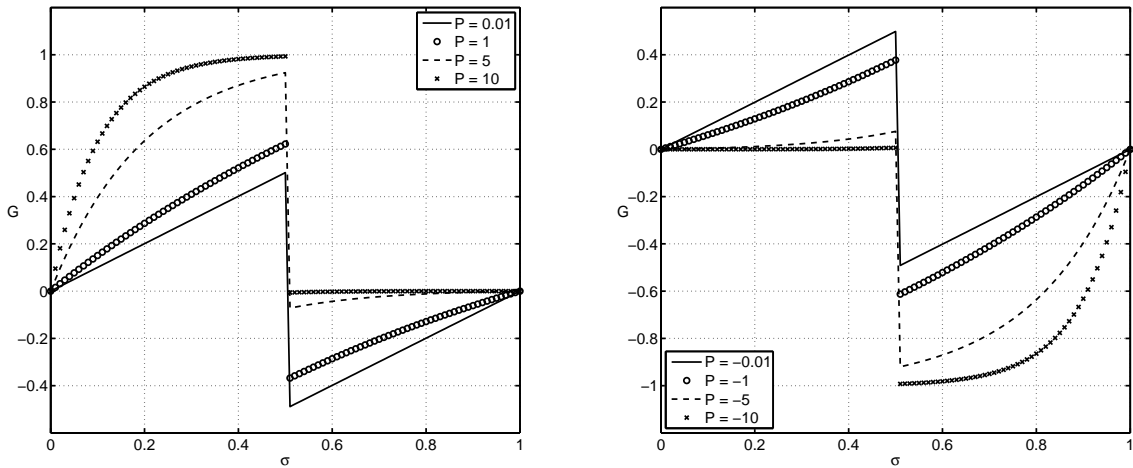 P = 0.01
P = 1
P = 5
P = 10
1
0.8
0.6
0.4
0.2
0
−0.2
−0.4
G
0 0.2 0.4 0.6 0.8 1
σ
0.4
0.2
0
−0.2
−0.4
−0.6
−0.8
−1
G
P = −0.01
P = −1
P = −5
P = −10
0 0.2 0.4 0.6 0.8 1
σ